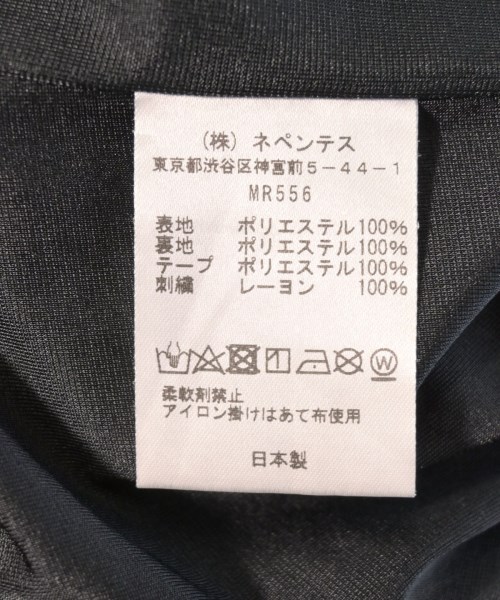 (株) ネペンテス
東京都渋谷区神宮前5-44-1
MR556
表地 ポリエステル100%
裏地 ポリエステル100%
テープ ポリエステル100%
刺繍 レーヨン 100%
柔軟剤禁止
アイロン掛けはあて布使用
日本製